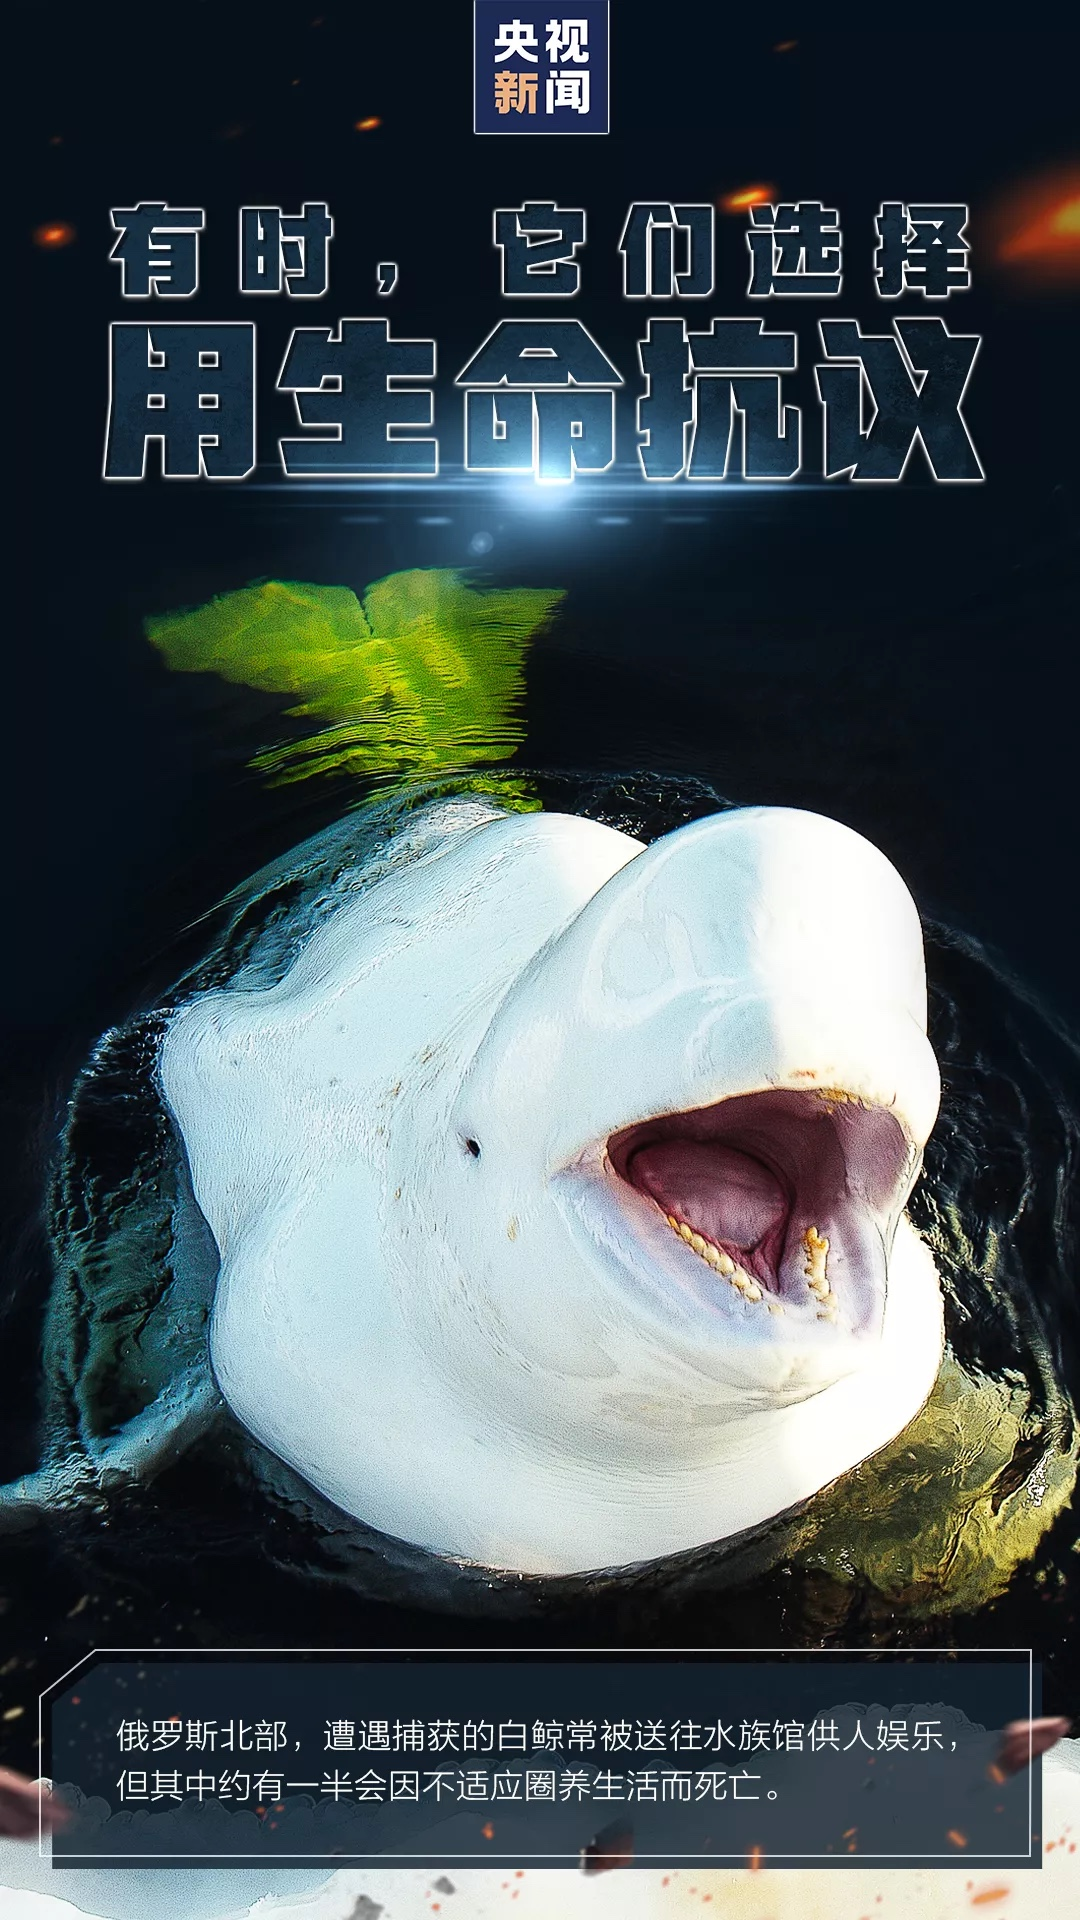 央视
新闻
有时，它们选择
用生命抗议
俄罗斯北部，遭遇捕获的白鲸常被送往水族馆供人娱乐，
但其中约有一半会因不适应圈养生活而死亡。